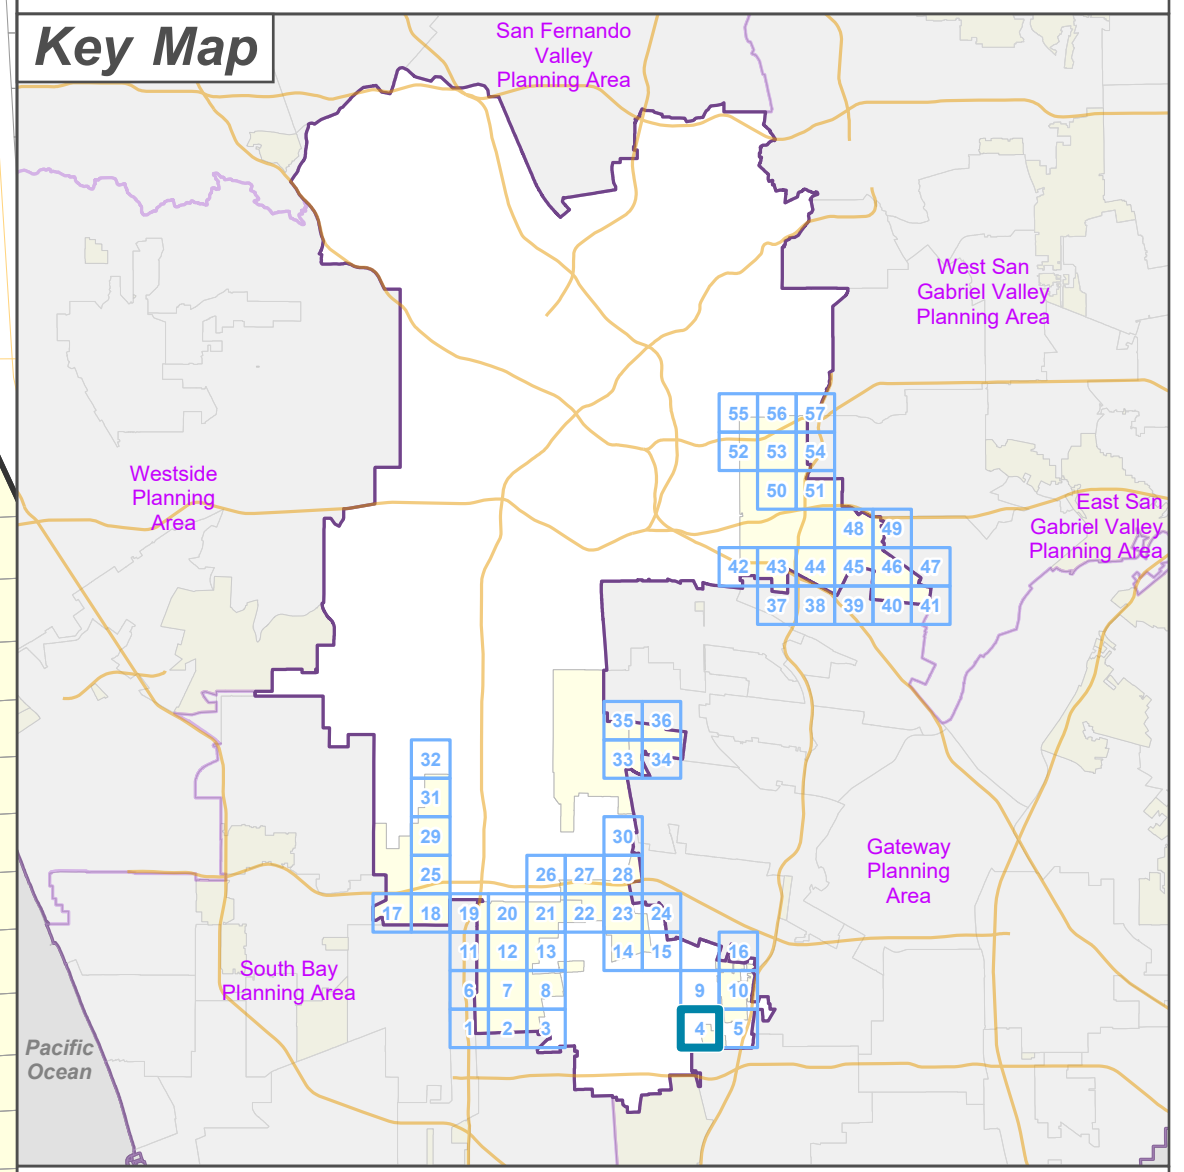 Key Map
San Fernando
Valley
Planning Area
West San
Gabriel Valley
Planning Area
55 56 57
Westside
Planning
Area
52 53 54
50 51
East San
Gabriel Valley
Planning Area
48 49
42 43 44 45 46 47
37 38 39 40 41
35 36
33 34
32
31
29
30
Gateway
Planning
Area
25 26 27 28
17 18 19 20 21 22 23 24
11 12 13 14 15 16
South Bay
Planning Area
6 7 8 9 10
1 2 3 4 5
Pacific
Ocean